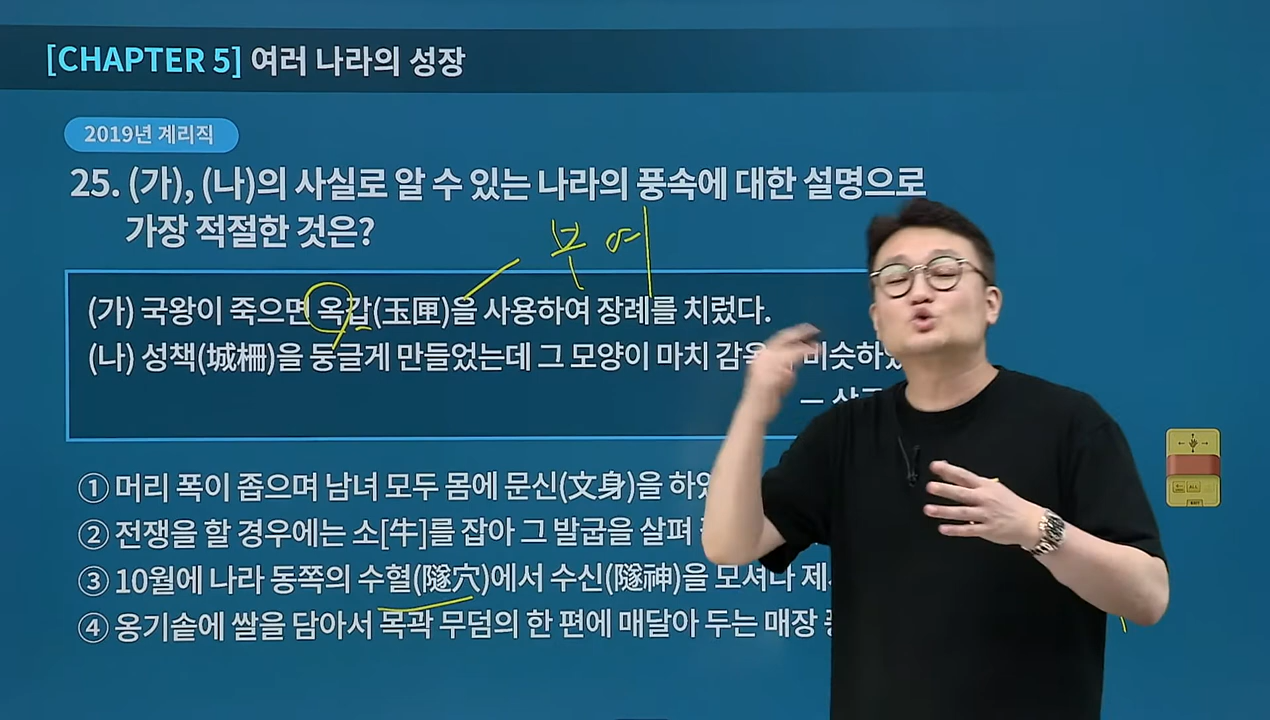 [CHAPTER 5] 여러 나라의 성장
2019년 계리직
25. (가), (나)의 사실로 알 수 있는 나라의 풍속에 대한 설명으로
가장 적절한 것은?
부여
(가) 국왕이 죽으면 옥갑(玉匣)을 사용하여 장례를 치렀다.
(나) 성책(城柵)을 둥글게 만들었는데 그 모양이 마치
① 머리 폭이 좁으며 남녀 모두 몸에 문신(文身)을
② 전쟁을 할 경우에는 소[牛]를 잡아 그 발굽을 살펴
③ 10월에 나라 동쪽의 수혈(隧穴)에서 수신(隧神)을 모셔다
④ 옹기솥에 쌀을 담아서 목곽 무덤의 한 편에 매달아 두는 매장